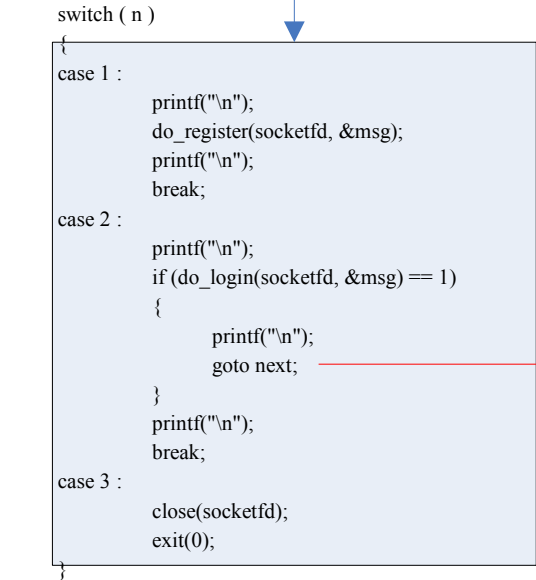 switch ( n )
{
case 1 :
printf("\n");
do_register(socketfd, &msg);
printf("\n");
break;
case 2 :
printf("\n");
if (do_login(socketfd, &msg) == 1)
{
printf("\n");
goto next;
}
printf("\n");
break;
case 3 :
close(socketfd);
exit(0);
}